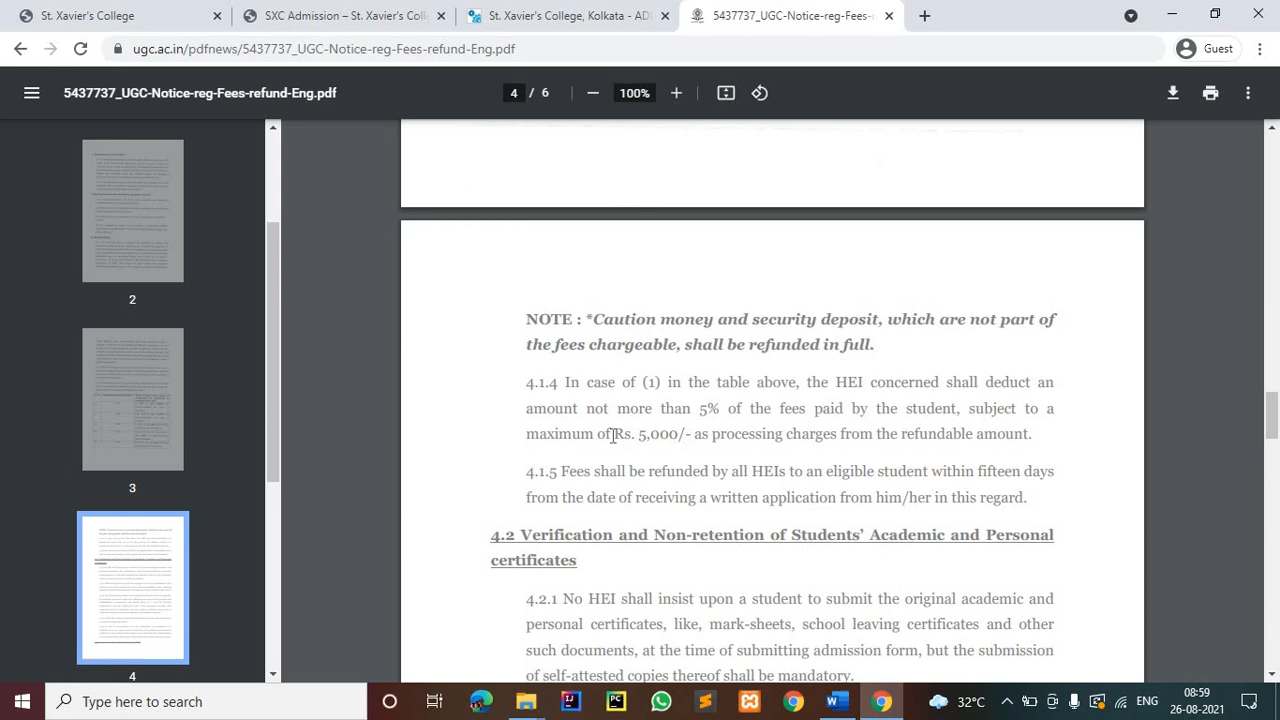 St. Xavier's College
SXC Admission – St. Xavier's Col
St. Xavier's College, Kolkata - ADI
5437737_UGC-Notice-reg-Fees-re
ugc.ac.in/pdfnews/5437737_UGC-Notice-reg-Fees-refund-Eng.pdf
Guest
5437737_UGC-Notice-reg-Fees-refund-Eng.pdf
4 / 6
100%
2
3
4
NOTE : *Caution money and security deposit, which are not part of
the fees chargeable, shall be refunded in full.
4.1.4 In case of (1) in the table above, the HEI concerned shall deduct an
amount not more than 5% of the fees paid by the student, subject to a
maximum of Rs. 5,000/- as processing charges from the refundable amount.
4.1.5 Fees shall be refunded by all HEIs to an eligible student within fifteen days
from the date of receiving a written application from him/her in this regard.
4.2 Verification and Non-retention of Students' Academic and Personal
certificates
4.2.1 No HEI shall insist upon a student to submit the original academic and
personal certificates, like, mark-sheets, school leaving certificates and other
such documents, at the time of submitting admission form, but the submission
of self-attested copies thereof shall be mandatory.
Type here to search
32°C
ENG
08:59
26-08-2021